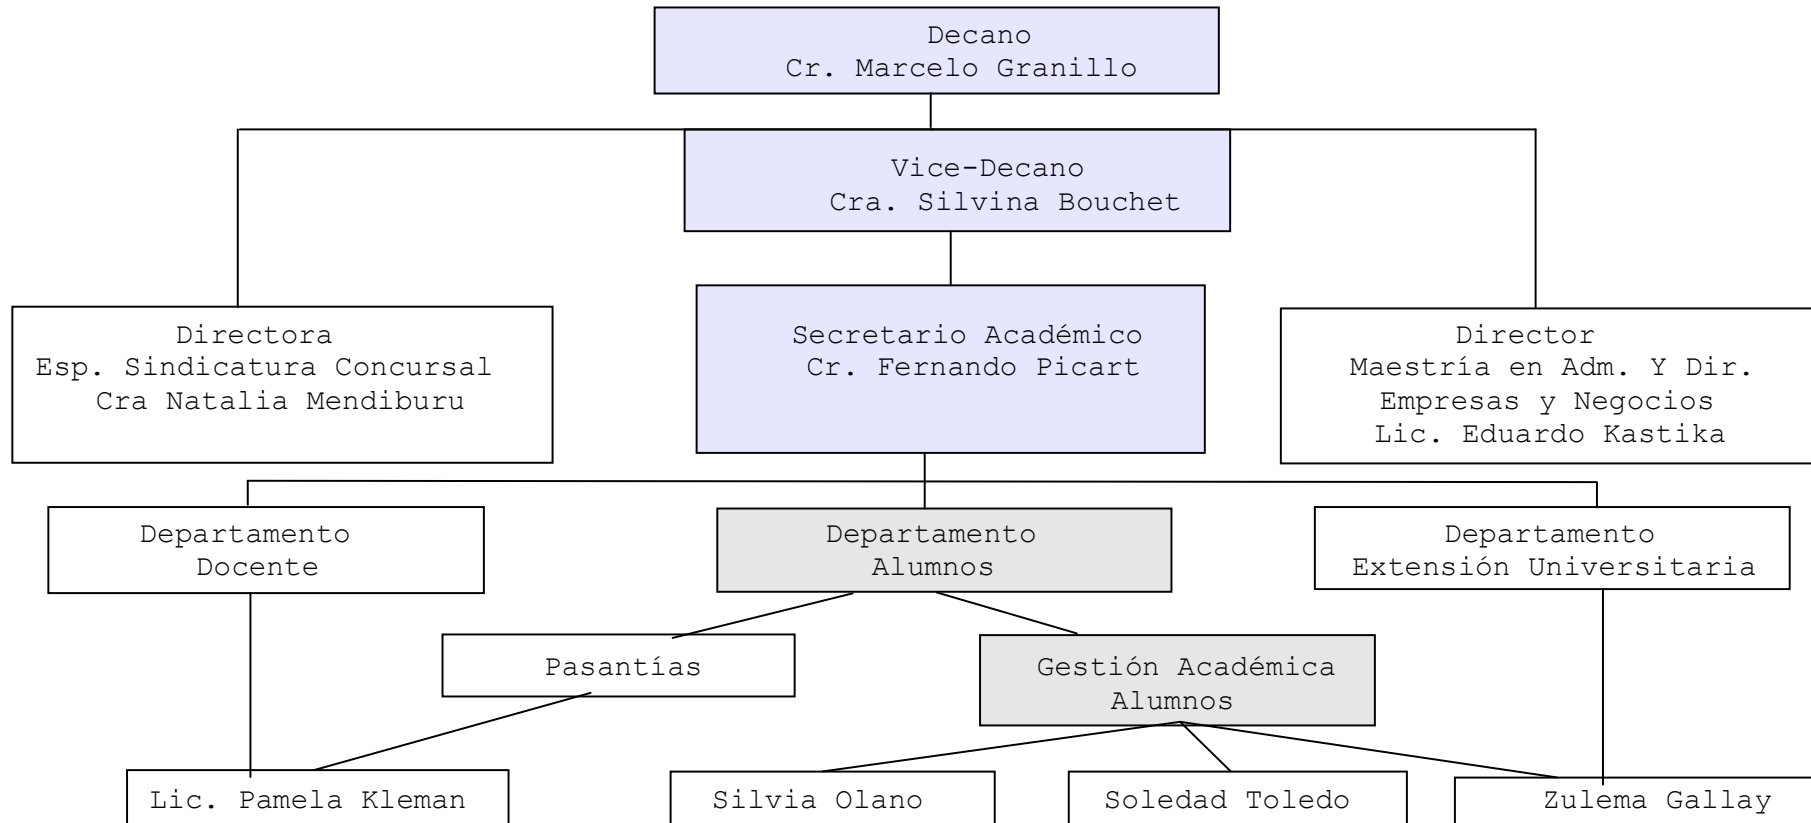 Decano
Cr. Marcelo Granillo
Vice-Decano
Cra. Silvina Bouchet
Directora
Esp. Sindicatura Concursal
Cra Natalia Mendiburu
Secretario Académico
Cr. Fernando Picart
Director
Maestría en Adm. Y Dir.
Empresas y Negocios
Lic. Eduardo Kastika
Departamento
Docente
Departamento
Alumnos
Departamento
Extensión Universitaria
Pasantías
Gestión Académica
Alumnos
Lic. Pamela Kleman
Silvia Olano
Soledad Toledo
Zulema Gallay